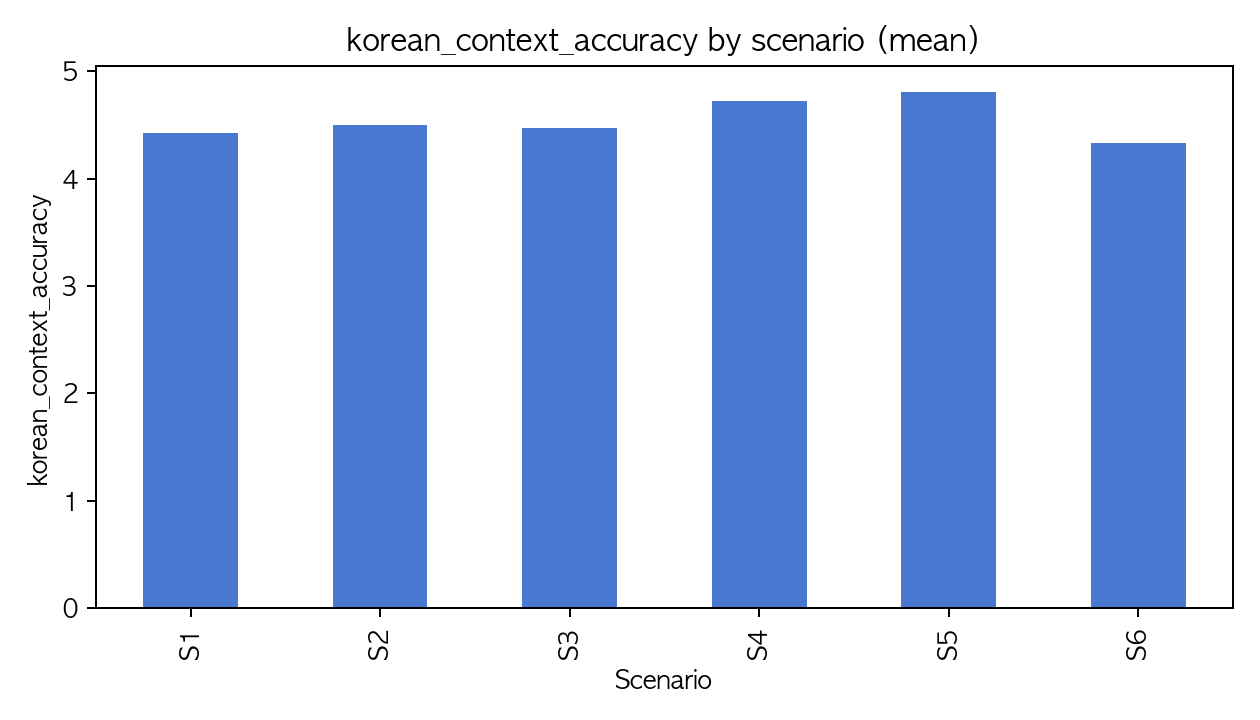 korean_context_accuracy by scenario (mean)
korean_context_accuracy
5
4
3
2
1
0
S1
S2
S3
S4
S5
S6
Scenario